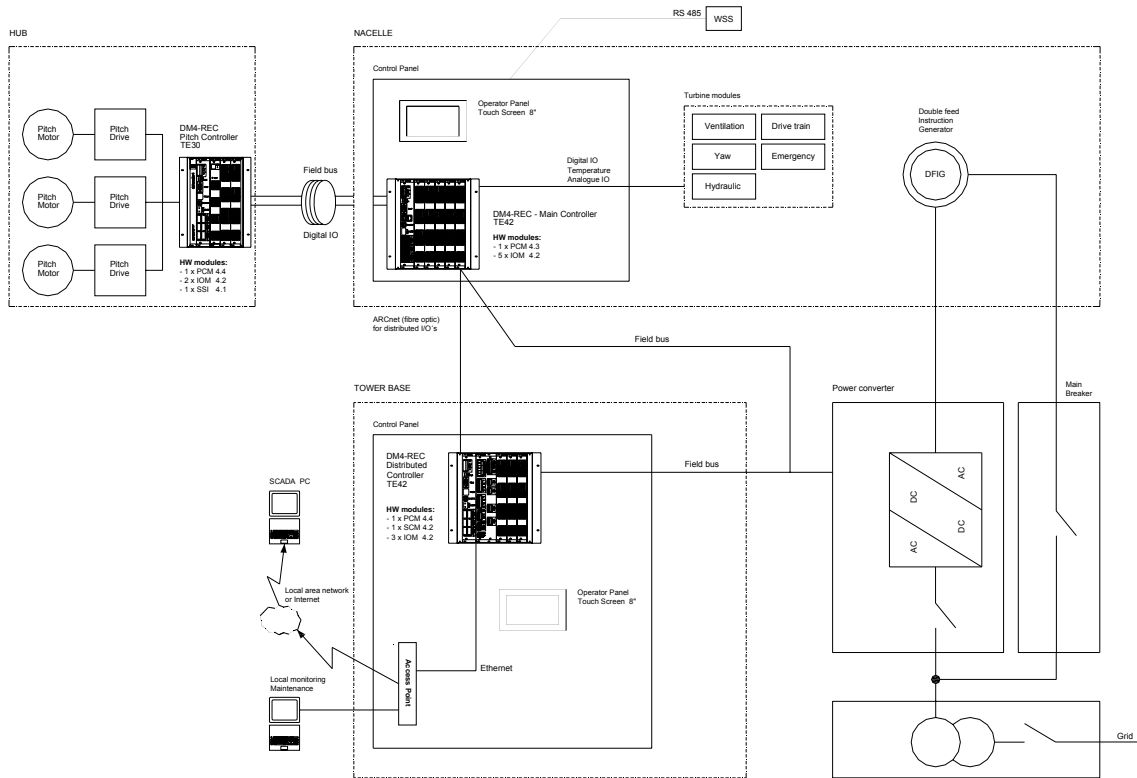 RS 485
WSS
HUB
NACELLE
Control Panel
Operator Panel
Touch Screen 8"
Turbine modules
Ventilation
Drive train
Yaw
Emergency
Hydraulic
Double feed
Instruction
Generator
DFIG
Pitch
Motor
Pitch
Drive
Pitch
Motor
Pitch
Drive
Pitch
Motor
Pitch
Drive
DM4-REC
Pitch Controller
TE30
HW modules:
- 1 x PCM 4.4
- 2 x IOM 4.2
- 1 x SSI 4.1
Field bus
Digital IO
Digital IO
Temperature
Analogue IO
DM4-REC - Main Controller
TE42
HW modules:
- 1 x PCM 4.3
- 5 x IOM 4.2
ARCnet (fibre optic)
for distributed I/O´s
Field bus
TOWER BASE
Control Panel
DM4-REC
Distributed
Controller
TE42
HW modules:
- 1 x PCM 4.4
- 1 x SCM 4.2
- 3 x IOM 4.2
Field bus
Operator Panel
Touch Screen 8"
Ethernet
Access Point
SCADA PC
Local area network
or Internet
Local monitoring
Maintenance
Power converter
Main
Breaker
AC
DC
DC
AC
Grid